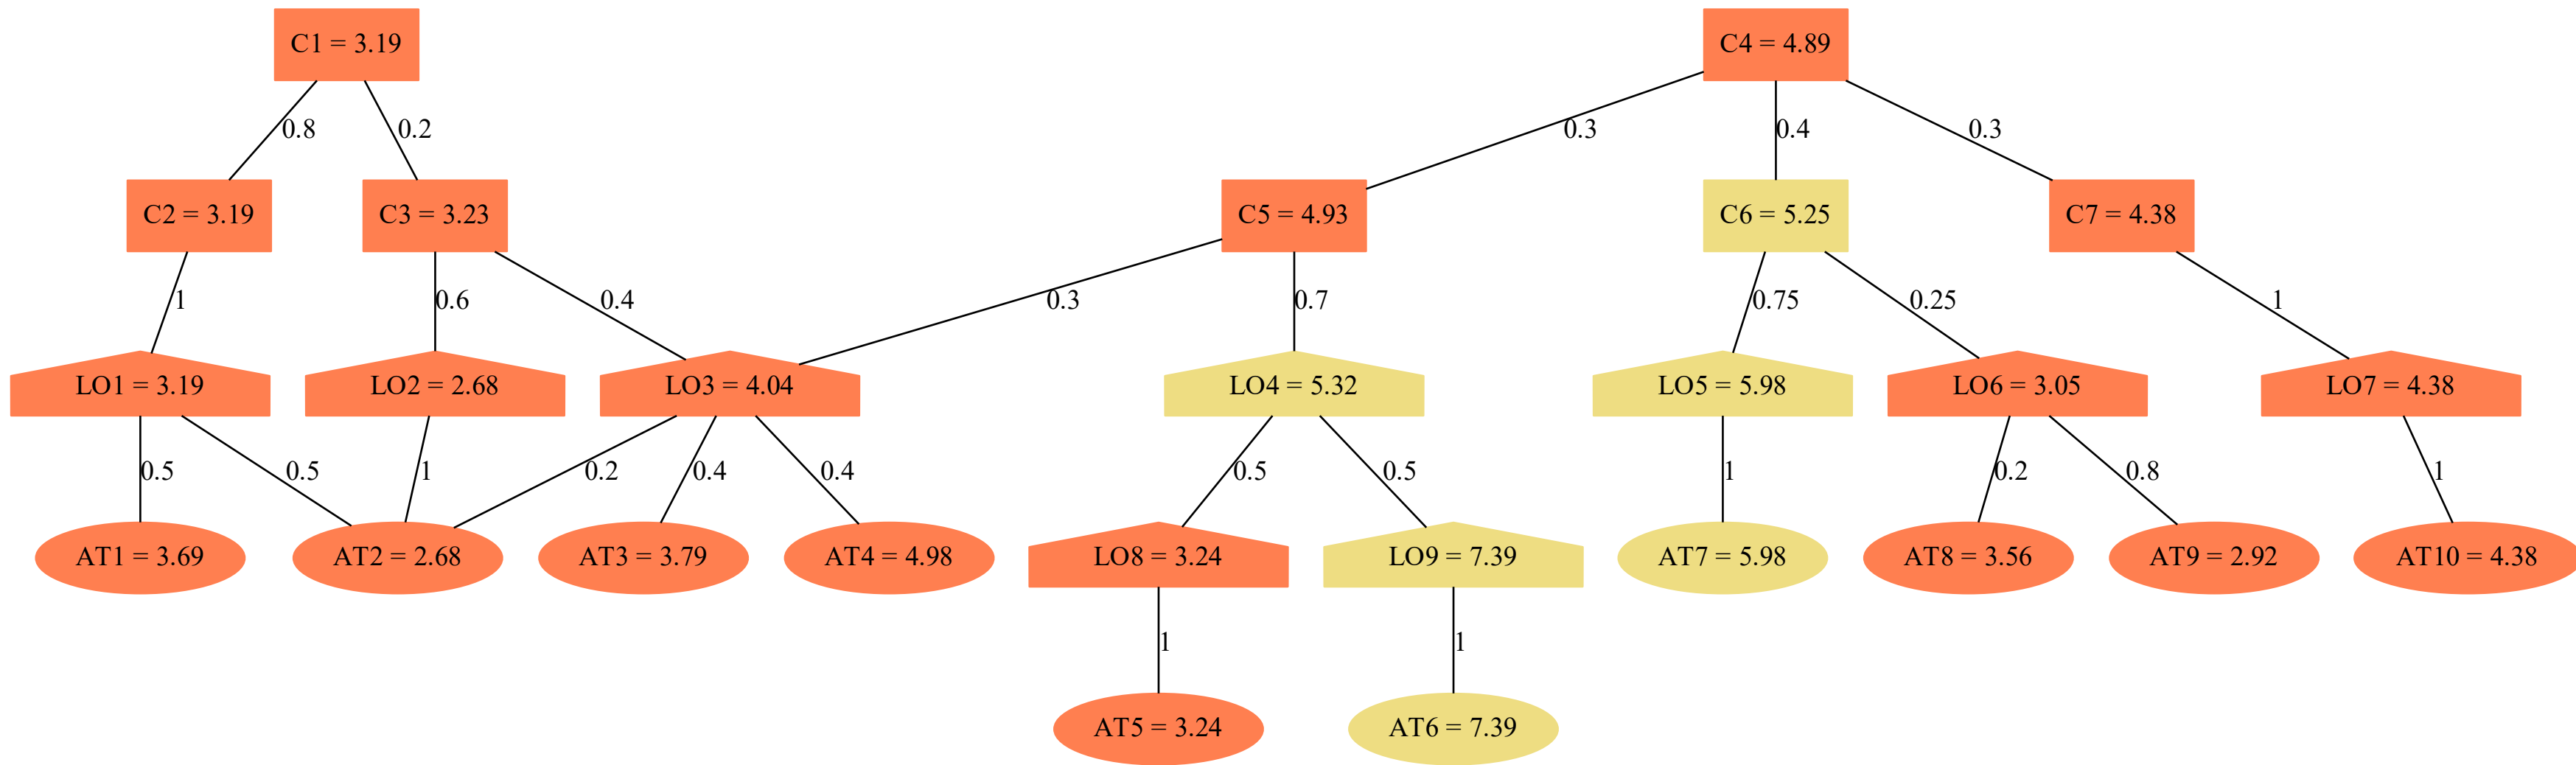 C1 = 3.19
C4 = 4.89
0.8
0.2
0.3
0.4
0.3
C2 = 3.19
C3 = 3.23
C5 = 4.93
C6 = 5.25
C7 = 4.38
1
0.6
0.4
0.3
0.7
0.75
0.25
1
LO1 = 3.19
LO2 = 2.68
LO3 = 4.04
LO4 = 5.32
LO5 = 5.98
LO6 = 3.05
LO7 = 4.38
0.5
0.5
1
0.2
0.4
0.4
0.5
0.5
1
0.2
0.8
1
AT1 = 3.69
AT2 = 2.68
AT3 = 3.79
AT4 = 4.98
LO8 = 3.24
LO9 = 7.39
AT7 = 5.98
AT8 = 3.56
AT9 = 2.92
AT10 = 4.38
1
1
AT5 = 3.24
AT6 = 7.39